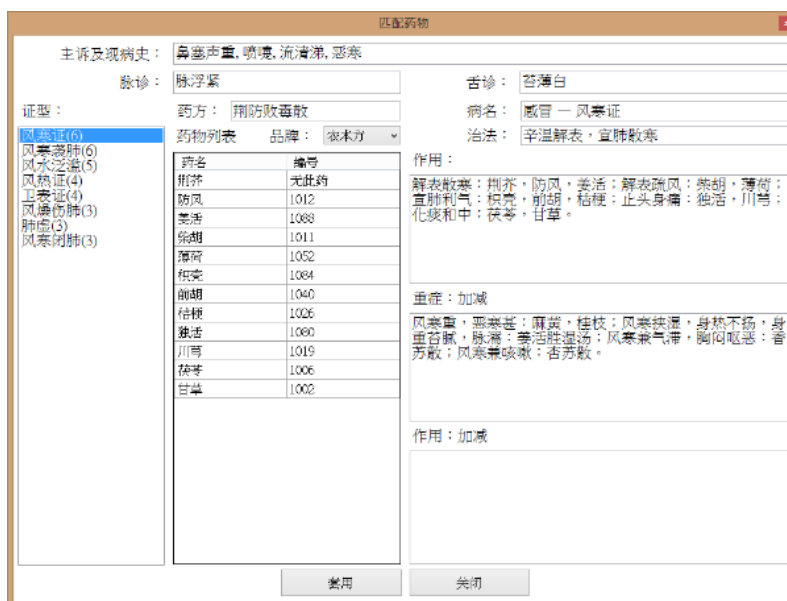 匹配药物
主诉及现病史： 鼻塞声重, 喷嚏, 流清涕, 恶寒
脉诊： 脉浮紧 舌诊： 苔薄白
证型： 药方： 荆防败毒散 病名： 感冒 — 风寒证
药物列表 品牌： 农本方 治法： 辛温解表，宣肺散寒
风寒证(6)
风寒袭肺(6)
风水泛滥(5)
风热证(4)
卫表证(4)
风燥伤肺(3)
肺虚(3)
风寒闭肺(3)
药名 编号
荆芥 无此药
防风 1012
羌活 1088
柴胡 1011
薄荷 1052
枳壳 1084
前胡 1040
桔梗 1026
独活 1080
川芎 1019
茯苓 1006
甘草 1002
作用：
解表散寒：荆芥，防风，羌活；解表疏风：柴胡，薄荷；
宣肺利气：枳壳，前胡，桔梗；止头身痛：独活，川芎；
化痰和中：茯苓，甘草。
重症：加减
风寒重，恶寒甚：麻黄，桂枝；风寒挟湿，身热不扬，身
重苔腻，脉濡：羌活胜湿汤；风寒兼气滞，胸闷呕恶：香
苏散；风寒兼咳嗽：杏苏散。
作用：加减
套用 关闭